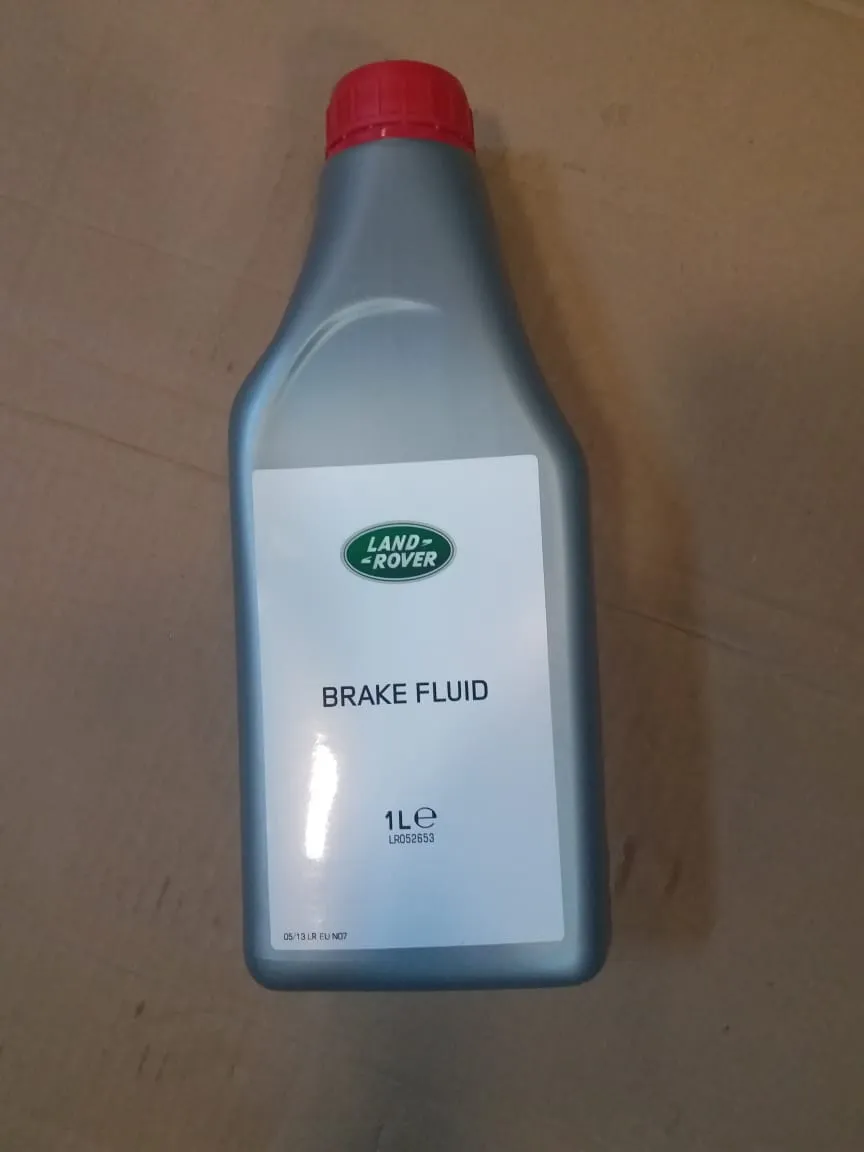 LAND-
-ROVER
BRAKE FLUID
1L℮
LR052653
05/13 LR EU N07